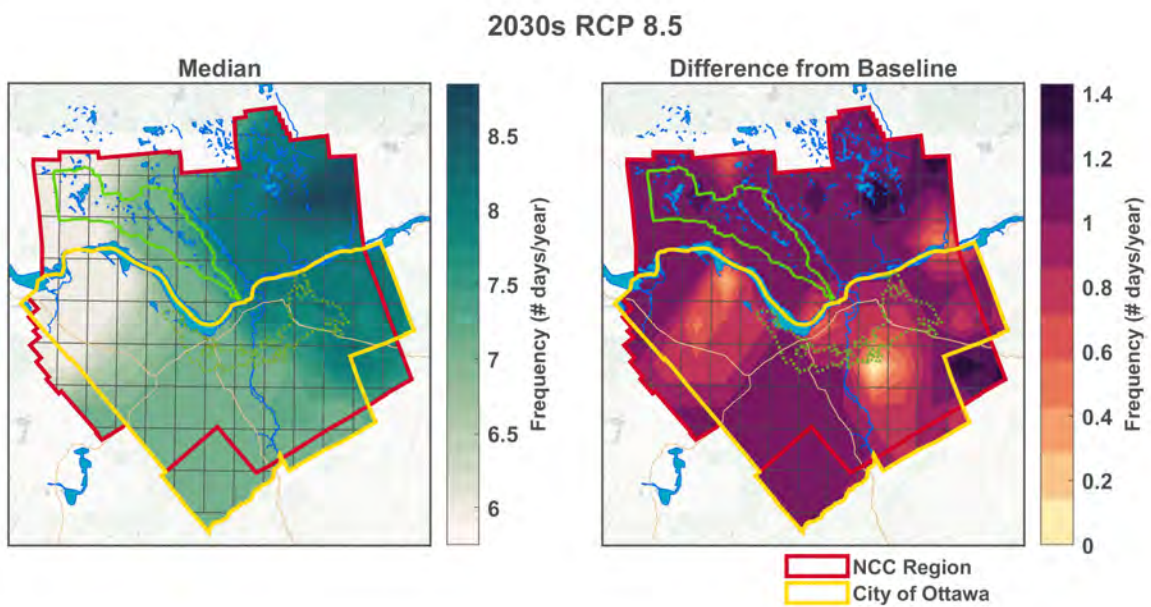 2030s RCP 8.5
Median
8.5
8
7.5
7
6.5
6
Frequency (# days/year)
Difference from Baseline
1.4
1.2
1
0.8
0.6
0.4
0.2
0
Frequency (# days/year)
NCC Region
City of Ottawa